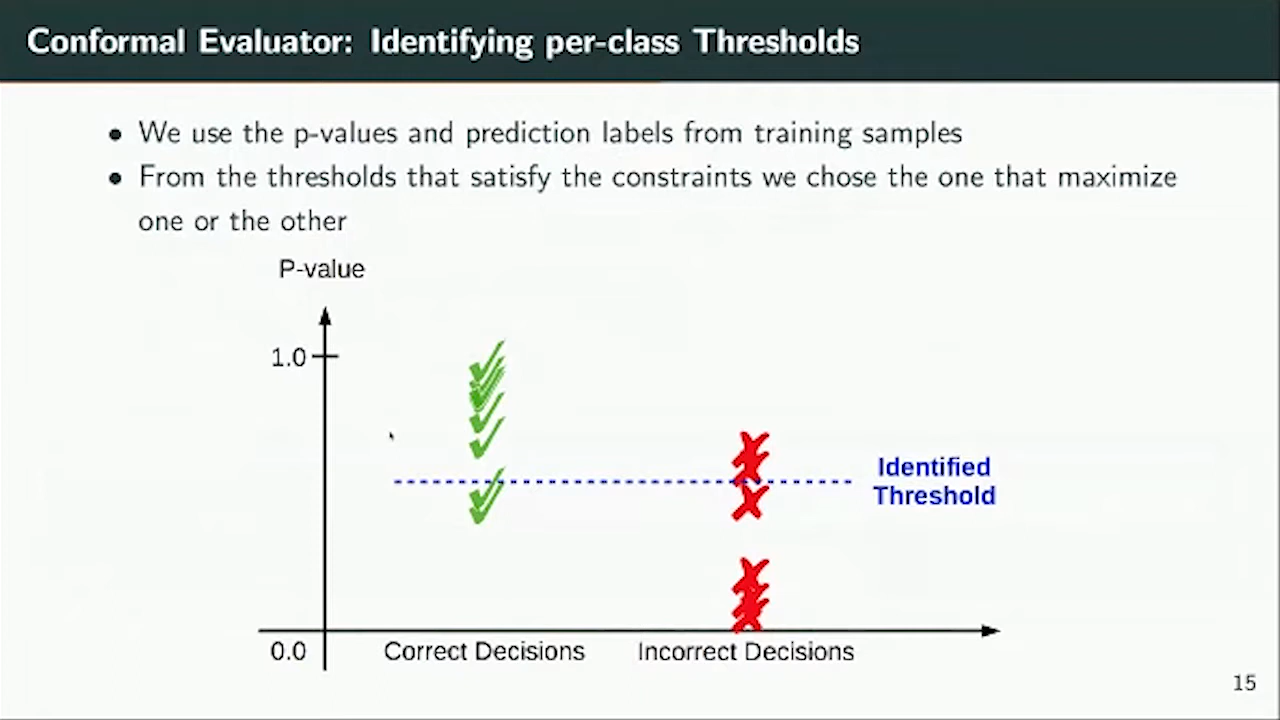 Conformal Evaluator: Identifying per-class Thresholds
• We use the p-values and prediction labels from training samples
• From the thresholds that satisfy the constraints we chose the one that maximize
one or the other
P-value
1.0
Identified
Threshold
0.0
Correct Decisions
Incorrect Decisions
15